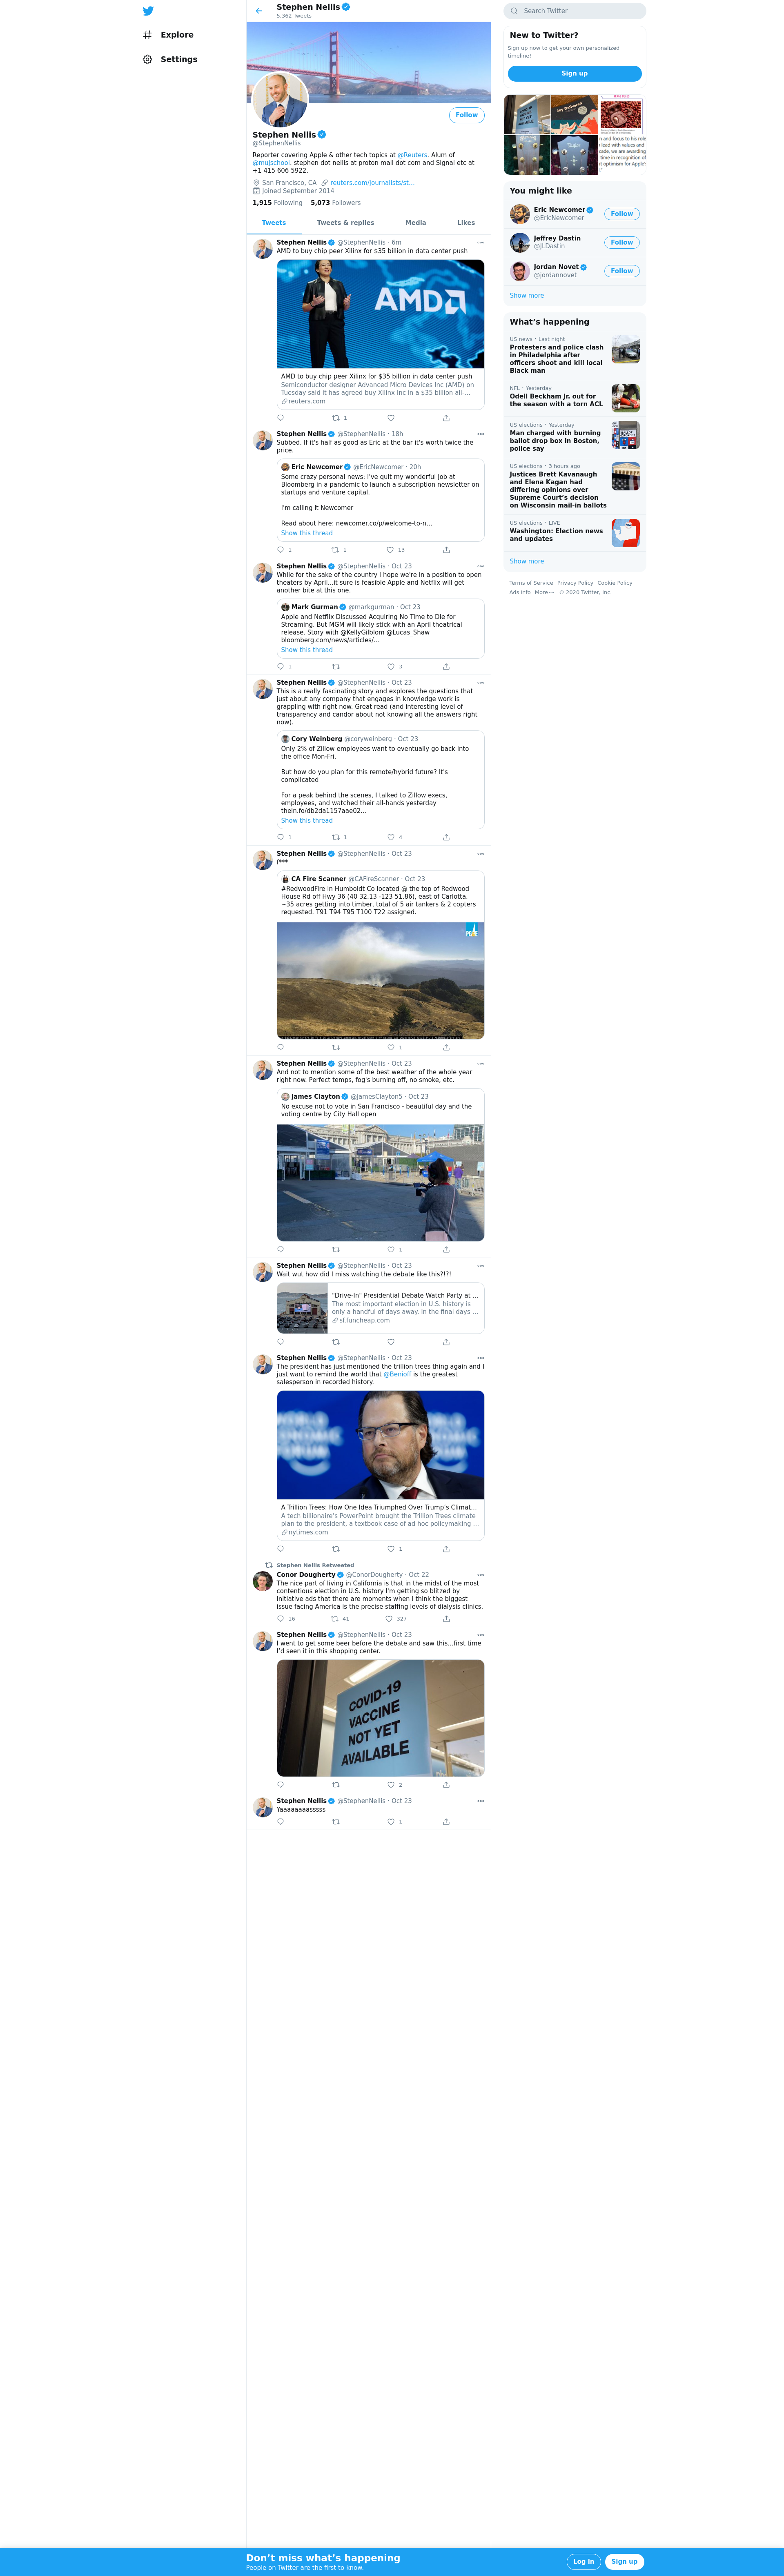 Explore
Settings
Stephen Nellis
5,362 Tweets
Follow
Stephen Nellis
@StephenNellis
Reporter covering Apple & other tech topics at @Reuters. Alum of
@mujschool. stephen dot nellis at proton mail dot com and Signal etc at
+1 415 606 5922.
San Francisco, CA reuters.com/journalists/st…
Joined September 2014
1,915 Following 5,073 Followers
Tweets Tweets & replies Media Likes
Stephen Nellis @StephenNellis · 6m
AMD to buy chip peer Xilinx for $35 billion in data center push
AMD
AMD to buy chip peer Xilinx for $35 billion in data center push
Semiconductor designer Advanced Micro Devices Inc (AMD) on
Tuesday said it has agreed buy Xilinx Inc in a $35 billion all-…
reuters.com
1
Stephen Nellis @StephenNellis · 18h
Subbed. If it's half as good as Eric at the bar it's worth twice the
price.
Eric Newcomer @EricNewcomer · 20h
Some crazy personal news: I've quit my wonderful job at
Bloomberg in a pandemic to launch a subscription newsletter on
startups and venture capital.
I'm calling it Newcomer
Read about here: newcomer.co/p/welcome-to-n…
Show this thread
1 1 13
Stephen Nellis @StephenNellis · Oct 23
While for the sake of the country I hope we're in a position to open
theaters by April...it sure is feasible Apple and Netflix will get
another bite at this one.
Mark Gurman @markgurman · Oct 23
Apple and Netflix Discussed Acquiring No Time to Die for
Streaming. But MGM will likely stick with an April theatrical
release. Story with @KellyGilblom @Lucas_Shaw
bloomberg.com/news/articles/…
Show this thread
1 3
Stephen Nellis @StephenNellis · Oct 23
This is a really fascinating story and explores the questions that
just about any company that engages in knowledge work is
grappling with right now. Great read (and interesting level of
transparency and candor about not knowing all the answers right
now).
Cory Weinberg @coryweinberg · Oct 23
Only 2% of Zillow employees want to eventually go back into
the office Mon-Fri.
But how do you plan for this remote/hybrid future? It's
complicated
For a peak behind the scenes, I talked to Zillow execs,
employees, and watched their all-hands yesterday
thein.fo/db2da1157aae02…
Show this thread
1 1 4
Stephen Nellis @StephenNellis · Oct 23
f***
CA Fire Scanner @CAFireScanner · Oct 23
#RedwoodFire in Humboldt Co located @ the top of Redwood
House Rd off Hwy 36 (40 32.13 -123 51.86), east of Carlotta.
~35 acres getting into timber, total of 5 air tankers & 2 copters
requested. T91 T94 T95 T100 T22 assigned.
PG&E
1
Stephen Nellis @StephenNellis · Oct 23
And not to mention some of the best weather of the whole year
right now. Perfect temps, fog's burning off, no smoke, etc.
James Clayton @JamesClayton5 · Oct 23
No excuse not to vote in San Francisco - beautiful day and the
voting centre by City Hall open
1
Stephen Nellis @StephenNellis · Oct 23
Wait wut how did I miss watching the debate like this?!?!
"Drive-In" Presidential Debate Watch Party at …
The most important election in U.S. history is
only a handful of days away. In the final days …
sf.funcheap.com
Stephen Nellis @StephenNellis · Oct 23
The president has just mentioned the trillion trees thing again and I
just want to remind the world that @Benioff is the greatest
salesperson in recorded history.
A Trillion Trees: How One Idea Triumphed Over Trump's Climat…
A tech billionaire's PowerPoint brought the Trillion Trees climate
plan to the president, a textbook case of ad hoc policymaking …
nytimes.com
1
Stephen Nellis Retweeted
Conor Dougherty @ConorDougherty · Oct 22
The nice part of living in California is that in the midst of the most
contentious election in U.S. history I'm getting so blitzed by
initiative ads that there are moments when I think the biggest
issue facing America is the precise staffing levels of dialysis clinics.
16 41 327
Stephen Nellis @StephenNellis · Oct 23
I went to get some beer before the debate and saw this...first time
I'd seen it in this shopping center.
COVID-19
VACCINE
NOT YET
AVAILABLE
2
Stephen Nellis @StephenNellis · Oct 23
Yaaaaaaaasssss
1
Search Twitter
New to Twitter?
Sign up now to get your own personalized
timeline!
Sign up
You might like
Eric Newcomer
@EricNewcomer
Follow
Jeffrey Dastin
@JLDastin
Follow
Jordan Novet
@jordannovet
Follow
Show more
What's happening
US news · Last night
Protesters and police clash
in Philadelphia after
officers shoot and kill local
Black man
NFL · Yesterday
Odell Beckham Jr. out for
the season with a torn ACL
US elections · Yesterday
Man charged with burning
ballot drop box in Boston,
police say
US elections · 3 hours ago
Justices Brett Kavanaugh
and Elena Kagan had
differing opinions over
Supreme Court's decision
on Wisconsin mail-in ballots
US elections · LIVE
Washington: Election news
and updates
Show more
Terms of Service Privacy Policy Cookie Policy
Ads info More © 2020 Twitter, Inc.
Don't miss what's happening
People on Twitter are the first to know.
Log in Sign up